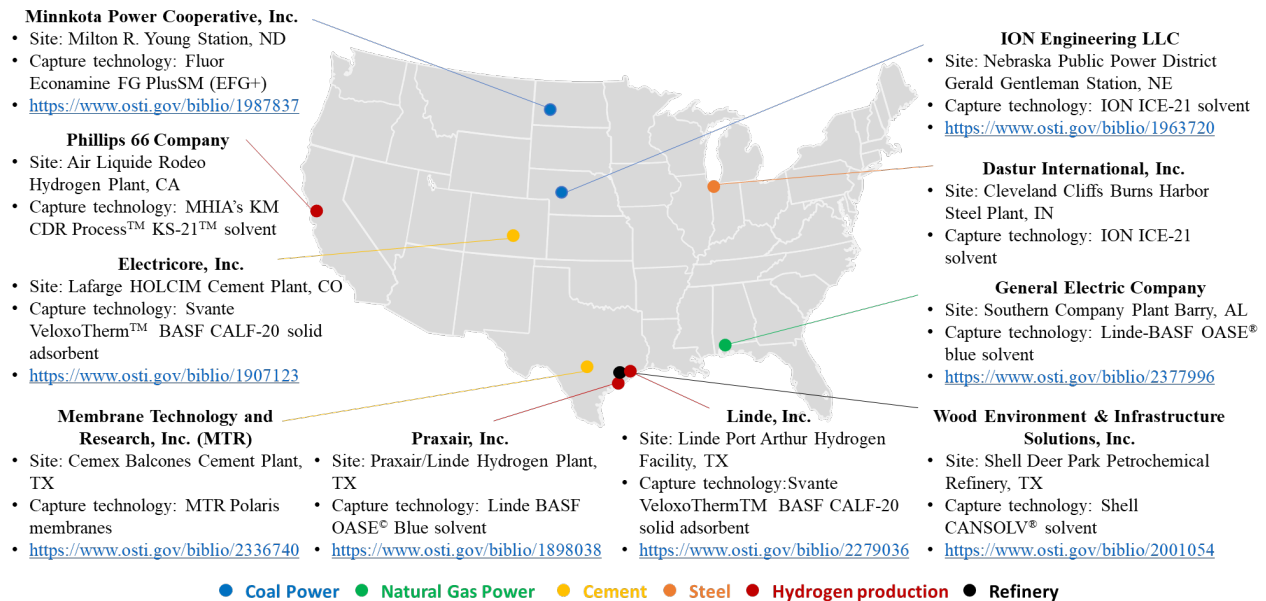 Minnkota Power Cooperative, Inc.
• Site: Milton R. Young Station, ND
• Capture technology: Fluor
Econamine FG PlusSM (EFG+)
• https://www.osti.gov/biblio/1987837
Phillips 66 Company
• Site: Air Liquide Rodeo
Hydrogen Plant, CA
• Capture technology: MHIA's KM
CDR Process™ KS-21™ solvent
Electricore, Inc.
• Site: Lafarge HOLCIM Cement Plant, CO
• Capture technology: Svante
VeloxoTherm™ BASF CALF-20 solid
adsorbent
• https://www.osti.gov/biblio/1907123
Membrane Technology and
Research, Inc. (MTR)
• Site: Cemex Balcones Cement Plant,
TX
• Capture technology: MTR Polaris
membranes
• https://www.osti.gov/biblio/2336740
Praxair, Inc.
• Site: Praxair/Linde Hydrogen Plant,
TX
• Capture technology: Linde BASF
OASE© Blue solvent
• https://www.osti.gov/biblio/1898038
Linde, Inc.
• Site: Linde Port Arthur Hydrogen
Facility, TX
• Capture technology:Svante
VeloxoThermTM BASF CALF-20
solid adsorbent
• https://www.osti.gov/biblio/2279036
ION Engineering LLC
• Site: Nebraska Public Power District
Gerald Gentleman Station, NE
• Capture technology: ION ICE-21 solvent
• https://www.osti.gov/biblio/1963720
Dastur International, Inc.
• Site: Cleveland Cliffs Burns Harbor
Steel Plant, IN
• Capture technology: ION ICE-21
solvent
General Electric Company
• Site: Southern Company Plant Barry, AL
• Capture technology: Linde-BASF OASE®
blue solvent
• https://www.osti.gov/biblio/2377996
Wood Environment & Infrastructure
Solutions, Inc.
• Site: Shell Deer Park Petrochemical
Refinery, TX
• Capture technology: Shell
CANSOLV® solvent
• https://www.osti.gov/biblio/2001054
Coal Power Natural Gas Power Cement Steel Hydrogen production Refinery